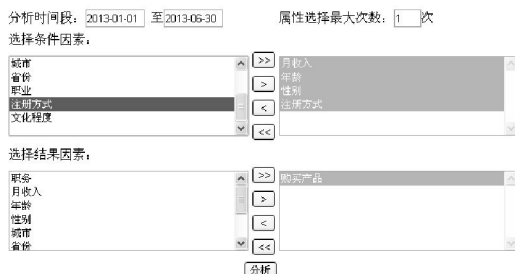 分析时间段：2013-01-01 至2013-06-30 属性选择最大次数：1 次
选择条件因素：
城市
省份
职业
注册方式
文化程度
>>
>
<
<<
月收入
年龄
性别
注册方式
选择结果因素：
职务
月收入
年龄
性别
城市
省份
>>
>
<
<<
购买产品
分析